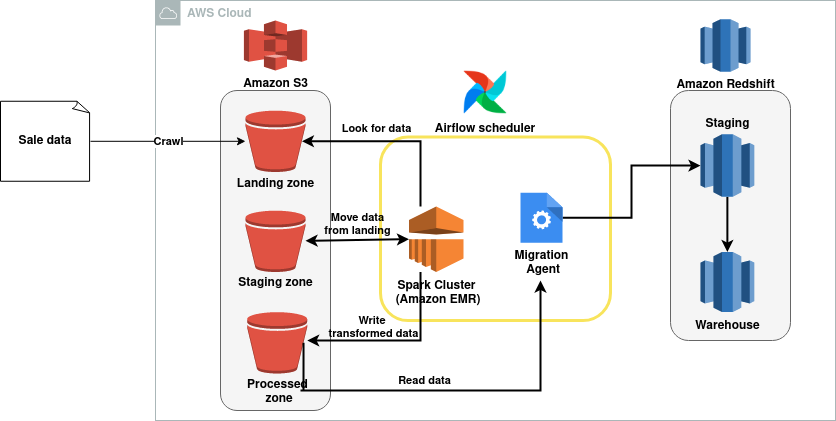 AWS Cloud
Amazon S3
Amazon Redshift
Airflow scheduler
Sale data
Crawl
Look for data
Landing zone
Staging
Move data
from landing
Staging zone
Spark Cluster
(Amazon EMR)
Migration
Agent
Write
transformed data
Warehouse
Processed
zone
Read data